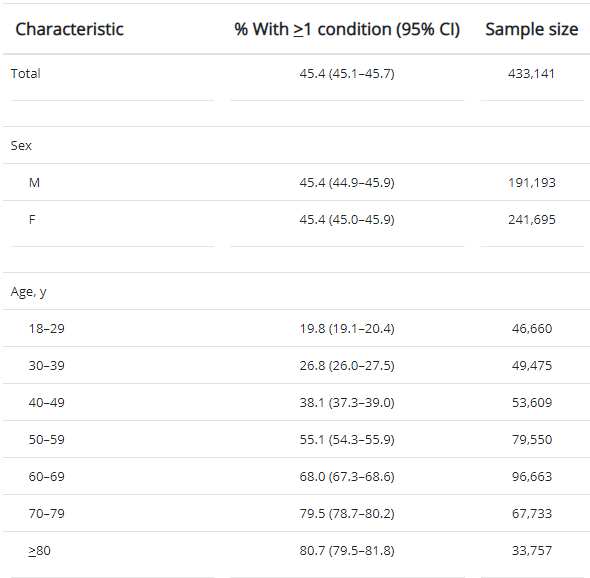 Characteristic % With ≥1 condition (95% CI) Sample size
Total 45.4 (45.1–45.7) 433,141
Sex
M 45.4 (44.9–45.9) 191,193
F 45.4 (45.0–45.9) 241,695
Age, y
18–29 19.8 (19.1–20.4) 46,660
30–39 26.8 (26.0–27.5) 49,475
40–49 38.1 (37.3–39.0) 53,609
50–59 55.1 (54.3–55.9) 79,550
60–69 68.0 (67.3–68.6) 96,663
70–79 79.5 (78.7–80.2) 67,733
≥80 80.7 (79.5–81.8) 33,757